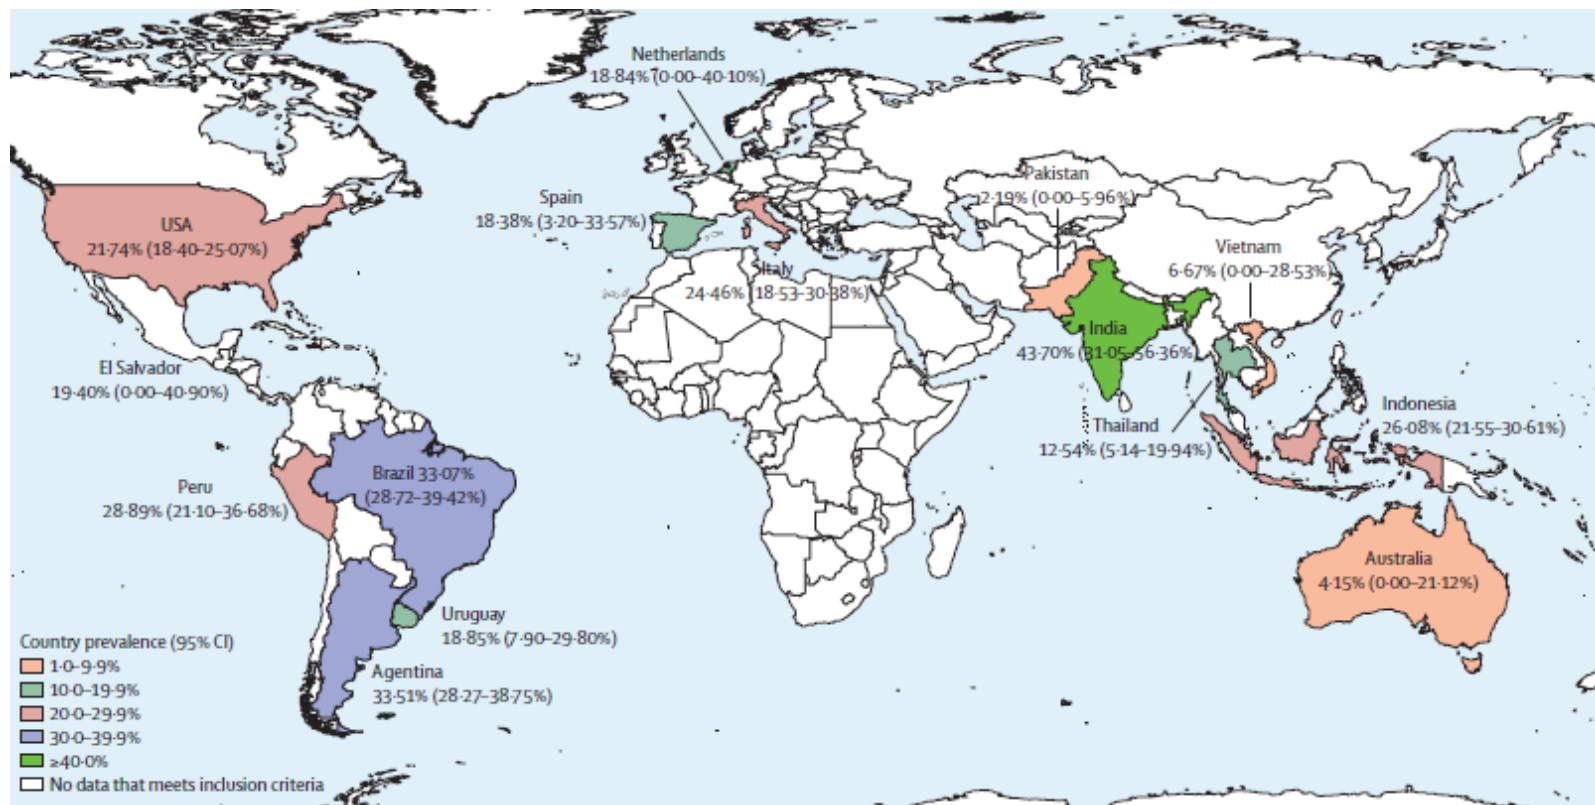 Netherlands
18·84% (0·00–40·10%)
Spain
18·38% (3·20–33·57%)
Pakistan
2·19% (0·00–5·96%)
USA
21·74% (18·40–25·07%)
Vietnam
6·67% (0·00–28·53%)
Italy
24·46% (18·53–30·38%)
India
43·70% (31·05–56·36%)
El Salvador
19·40% (0·00–40·90%)
Thailand
12·54% (5·14–19·94%)
Indonesia
26·08% (21·55–30·61%)
Brazil 33·07%
(28·72–39·42%)
Peru
28·89% (21·10–36·68%)
Australia
4·15% (0·00–21·12%)
Uruguay
18·85% (7·90–29·80%)
Agentina
33·51% (28·27–38·75%)
Country prevalence (95% CI)
1·0–9·9%
10·0–19·9%
20·0–29·9%
30·0–39·9%
≥40·0%
No data that meets inclusion criteria